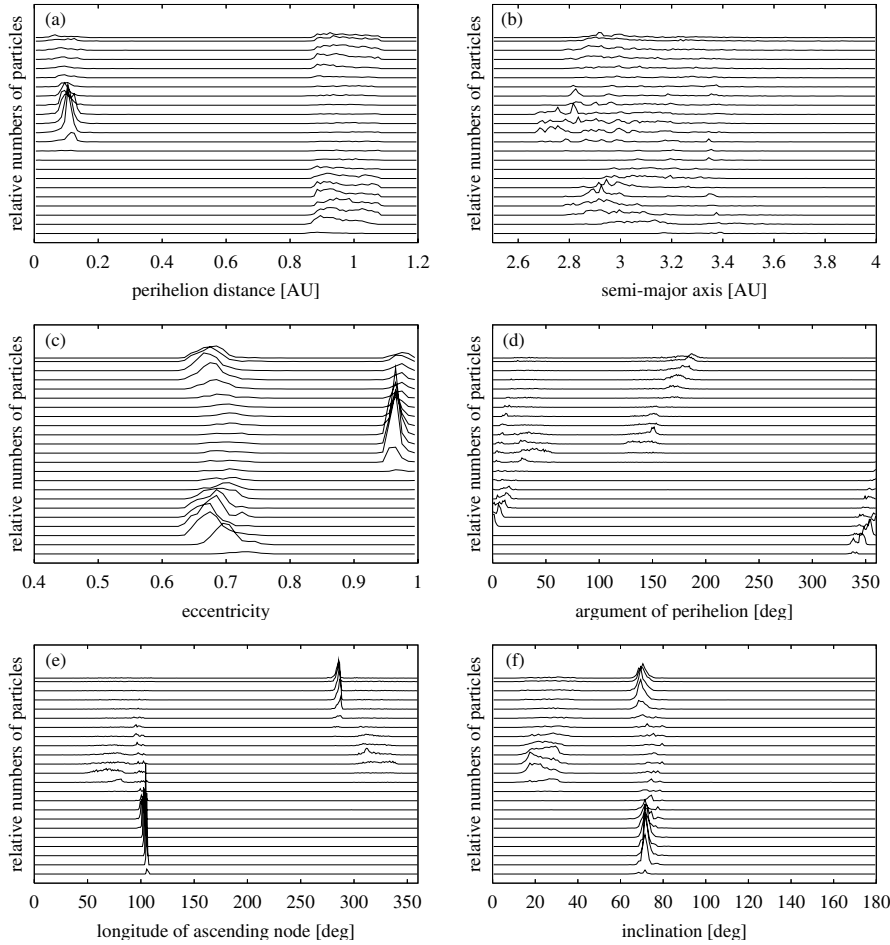 (a)
relative numbers of particles
0 0.2 0.4 0.6 0.8 1 1.2
perihelion distance [AU]
(b)
relative numbers of particles
2.6 2.8 3 3.2 3.4 3.6 3.8 4
semi-major axis [AU]
(c)
relative numbers of particles
0.4 0.5 0.6 0.7 0.8 0.9 1
eccentricity
(d)
relative numbers of particles
0 50 100 150 200 250 300 360
argument of perihelion [deg]
(e)
relative numbers of particles
0 50 100 150 200 250 300 350
longitude of ascending node [deg]
(f)
relative numbers of particles
0 20 40 60 80 100 120 140 160 180
inclination [deg]